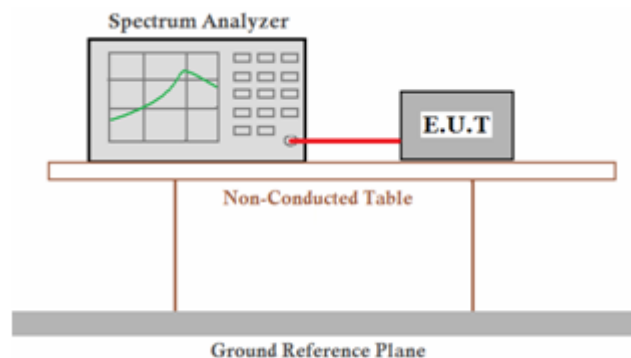 Spectrum Analyzer
E.U.T
Non-Conducted Table
Ground Reference Plane